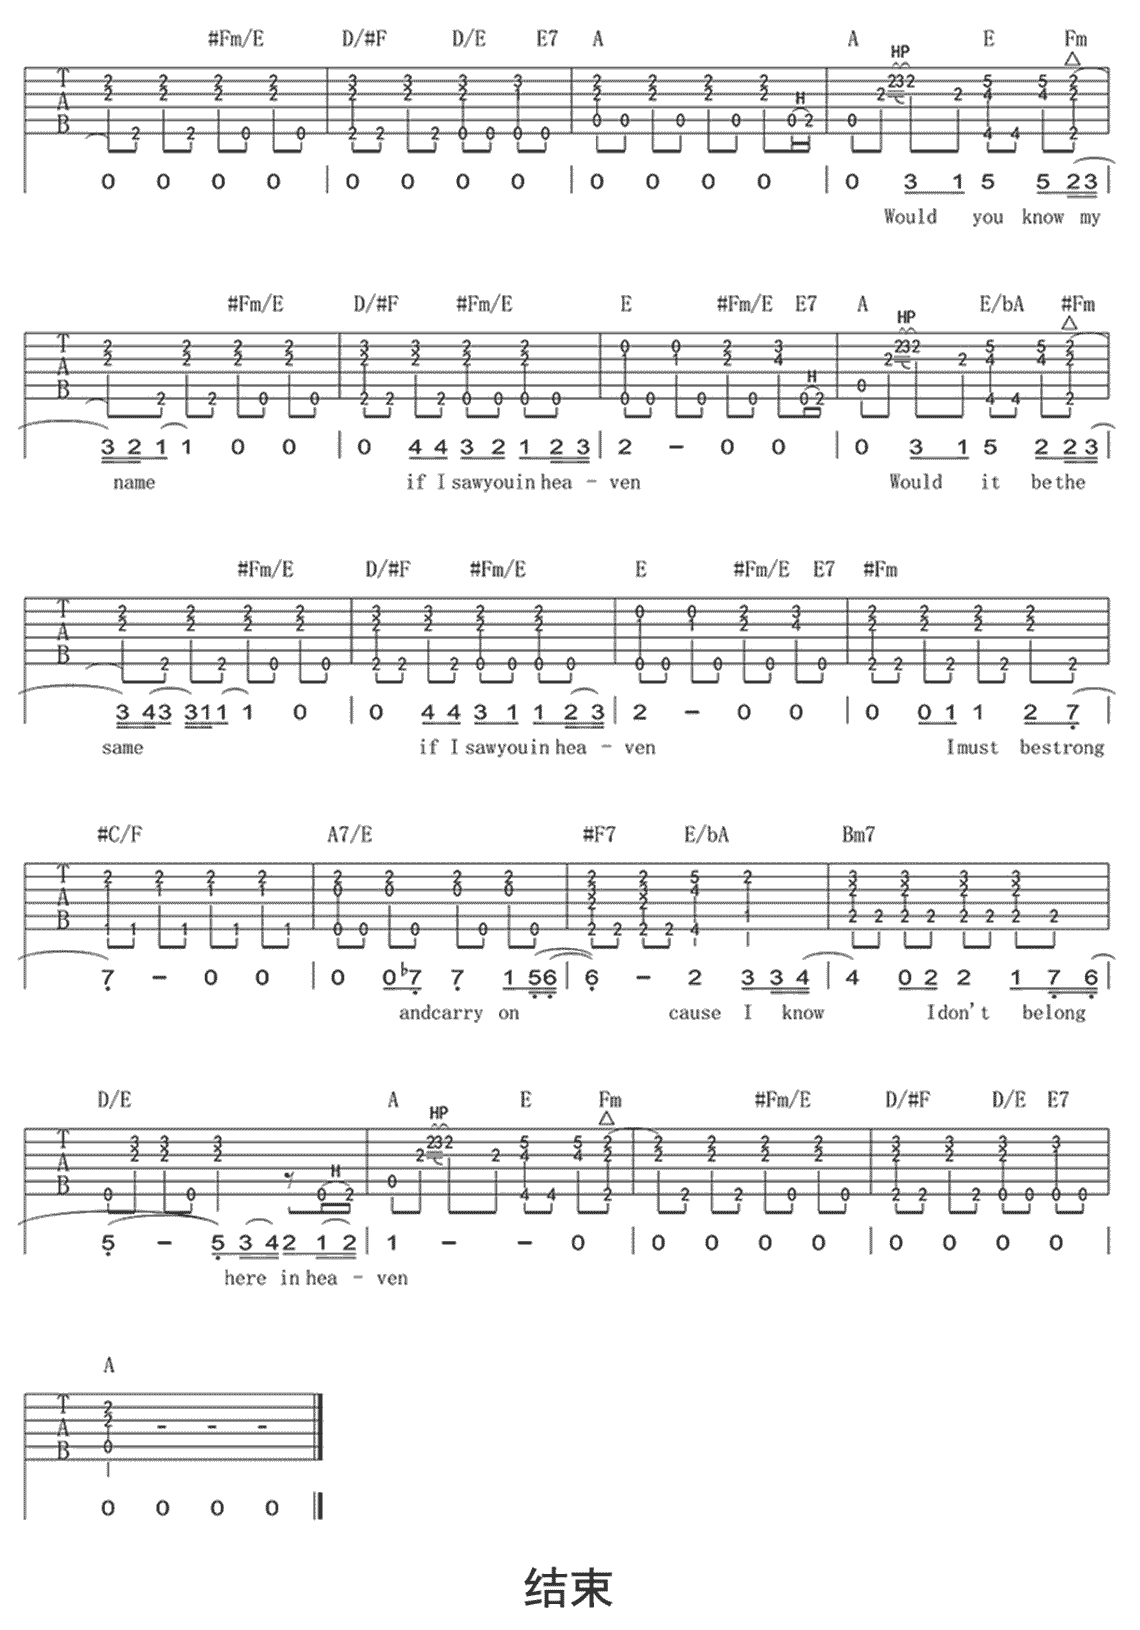 #Fm/E D/#F D/E E7 A A E Fm
HP
H
0 0 0 0 0 0 0 0 0 0 0 0 0 3 1 5 5 2 3
Would you know my
#Fm/E D/#F #Fm/E E #Fm/E E7 A E/bA #Fm
HP
H
3 2 1 1 0 0 0 4 4 3 2 1 2 3 2 - 0 0 0 3 1 5 2 2 3
name if I sawyouin hea - ven Would it bethe
#Fm/E D/#F #Fm/E E #Fm/E E7 #Fm
3 4 3 3 1 1 1 0 0 4 4 3 1 1 2 3 2 - 0 0 0 0 1 1 2 7
same if I sawyouin hea - ven Imust bestrong
#C/F A7/E #F7 E/bA Bm7
7 - 0 0 0 0 b7 7 1 5 6 6 - 2 3 3 4 4 0 2 2 1 7 6
andcarry on cause I know Idon't belong
D/E A E Fm #Fm/E D/#F D/E E7
HP
H
5 - 5 3 4 2 1 2 1 - - 0 0 0 0 0 0 0 0 0
here in hea - ven
A
T
A
B
0 0 0 0
结束